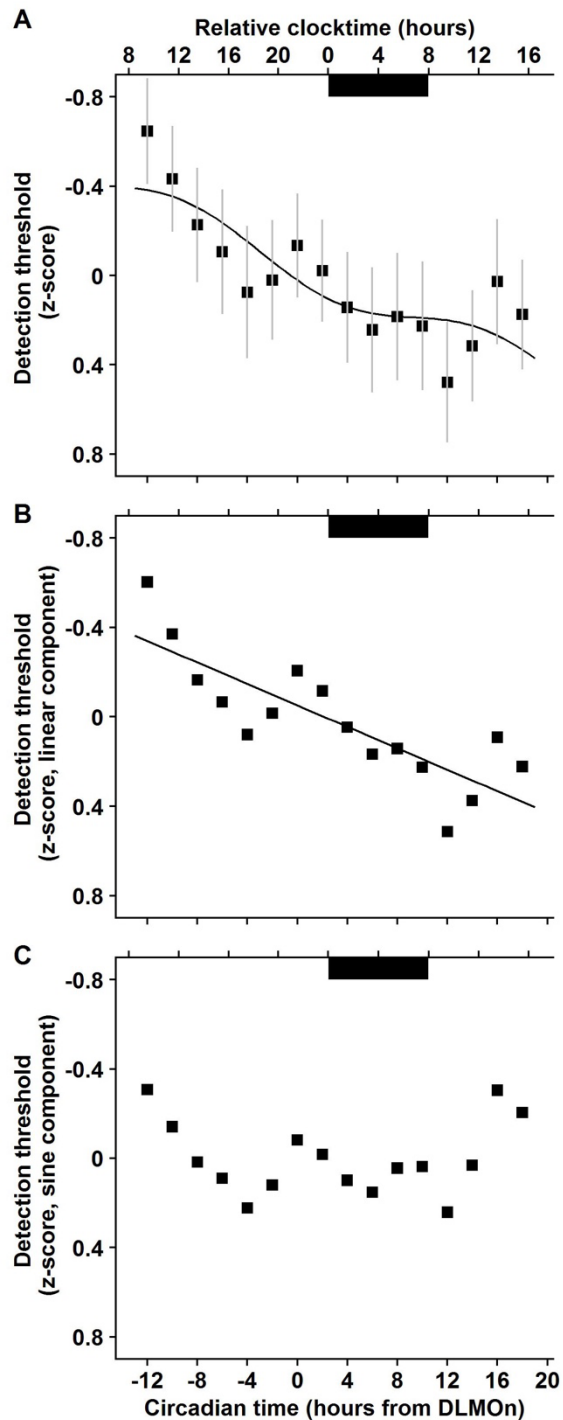 A
Relative clocktime (hours)
8 12 16 20 0 4 8 12 16
-0.8
-0.4
0
0.4
0.8
Detection threshold
(z-score)
B
-0.8
-0.4
0
0.4
0.8
Detection threshold
(z-score, linear component)
C
-0.8
-0.4
0
0.4
0.8
Detection threshold
(z-score, sine component)
-12 -8 -4 0 4 8 12 16 20
Circadian time (hours from DLMOn)